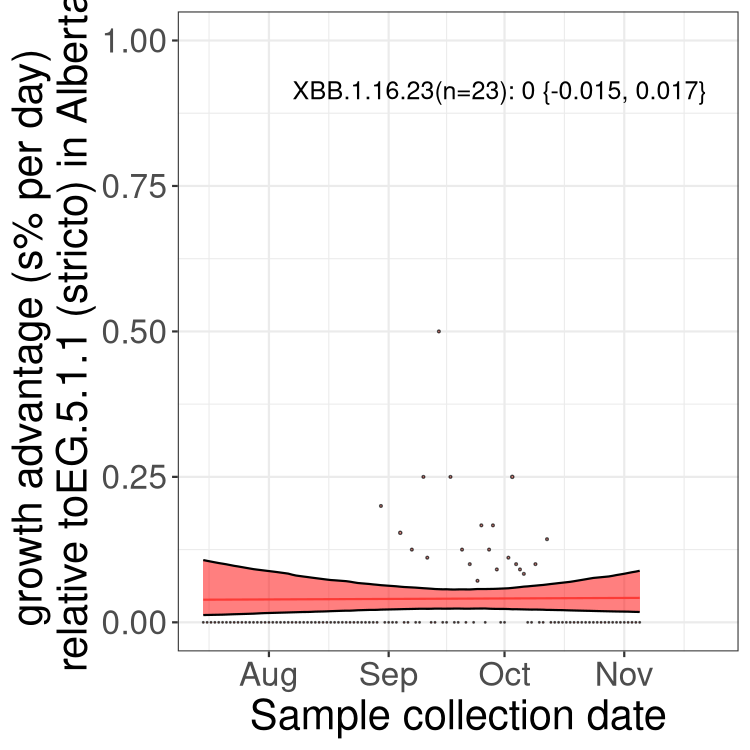 growth advantage (s% per day)
relative toEG.5.1.1 (stricto) in Alberta
1.00
0.75
0.50
0.25
0.00
XBB.1.16.23(n=23): 0 {-0.015, 0.017}
Aug Sep Oct Nov
Sample collection date